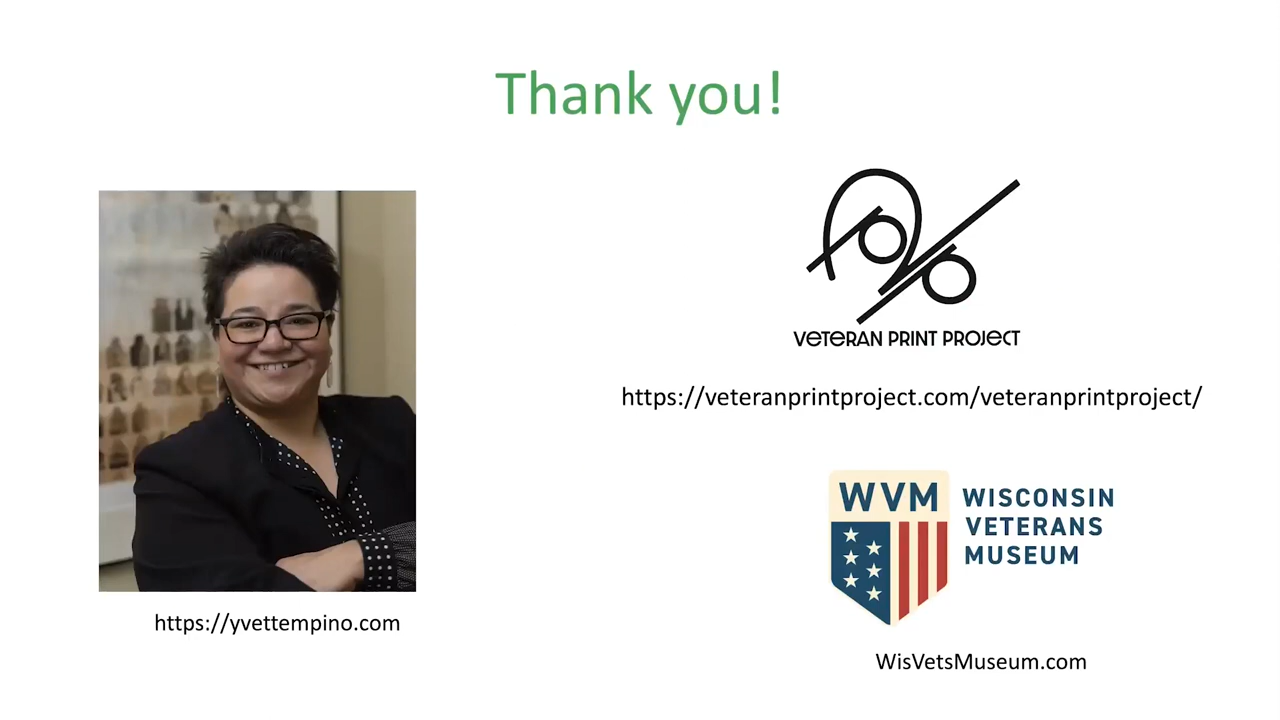 Thank you!
https://yvettempino.com
VeTeRAN PRINT PROJeCT
https://veteranprintproject.com/veteranprintproject/
WVM
WISCONSIN
VETERANS
MUSEUM
WisVetsMuseum.com